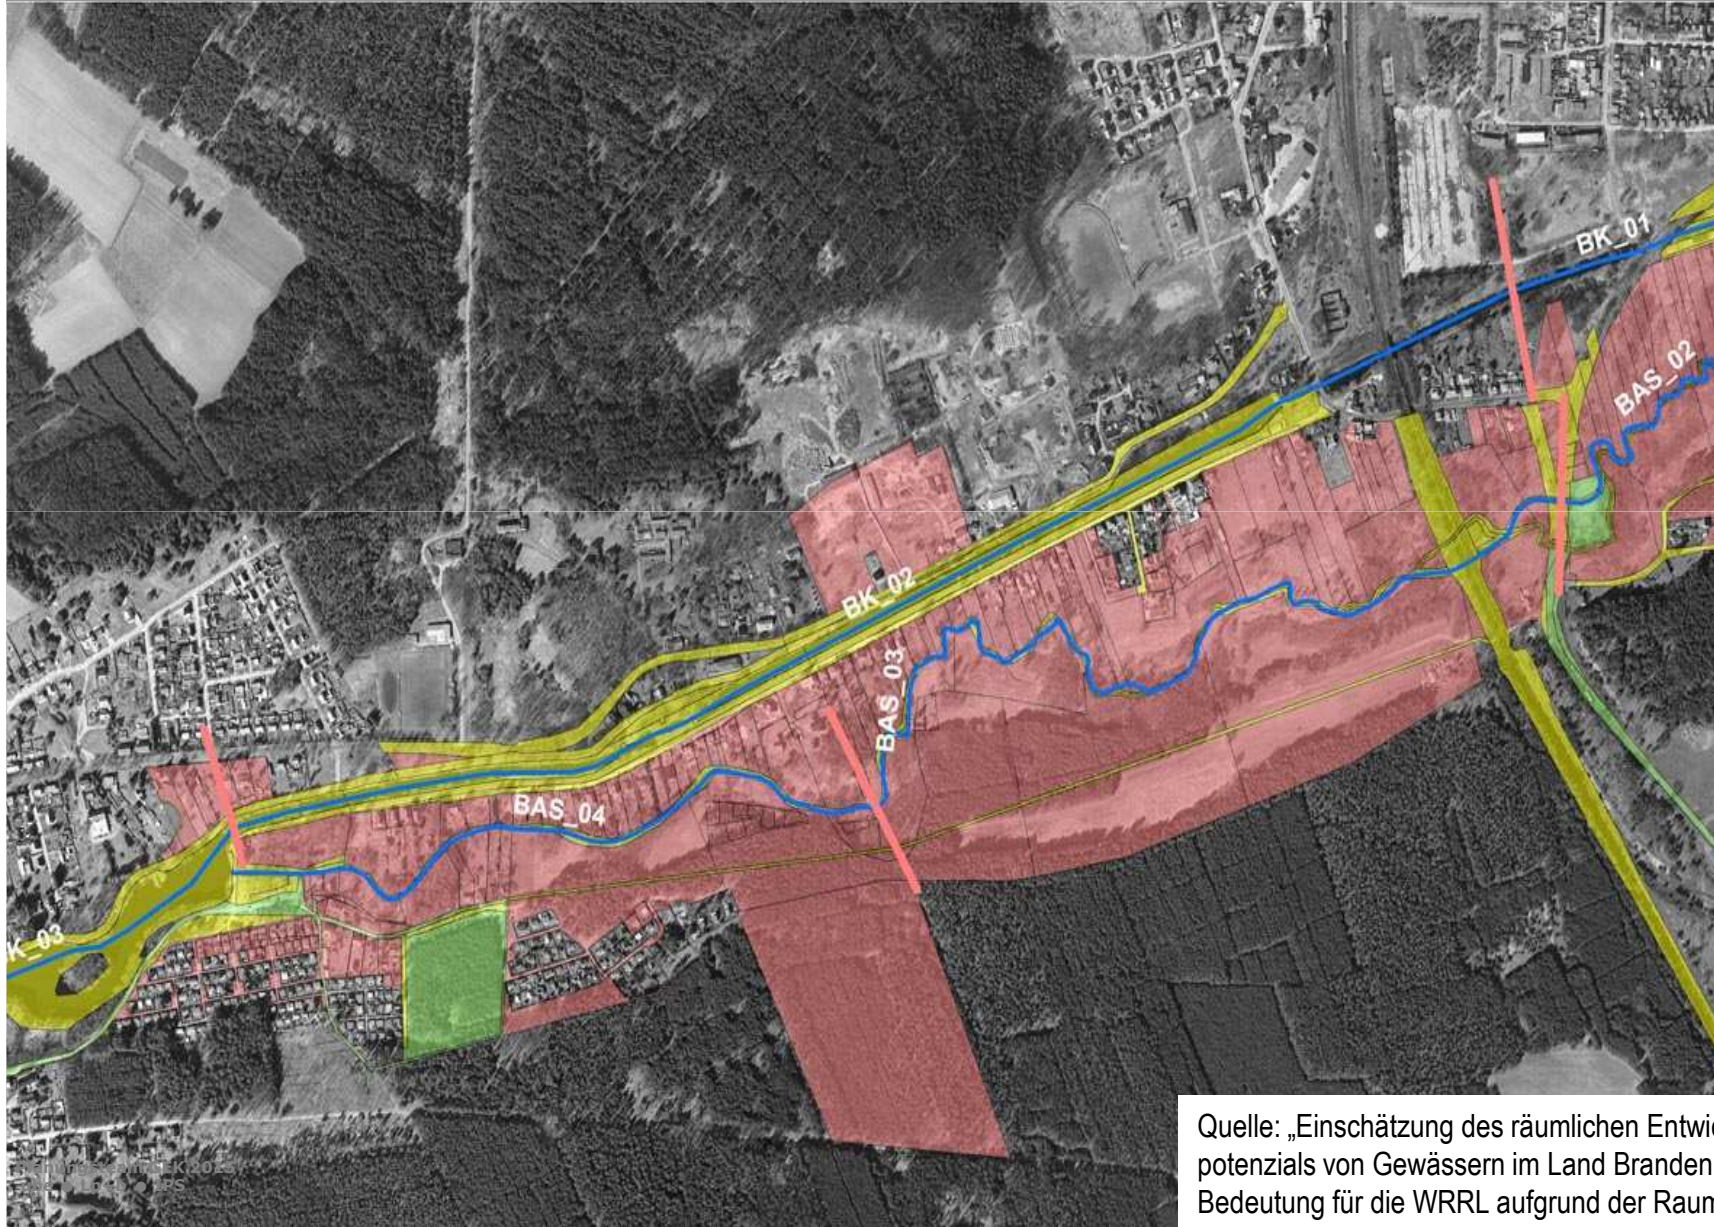 BK_01
BAS_02
BK_02
BAS_03
BAS_04
K_03
Quelle: „Einschätzung des räumlichen Entwic
potenzials von Gewässern im Land Branden
Bedeutung für die WRRL aufgrund der Raum